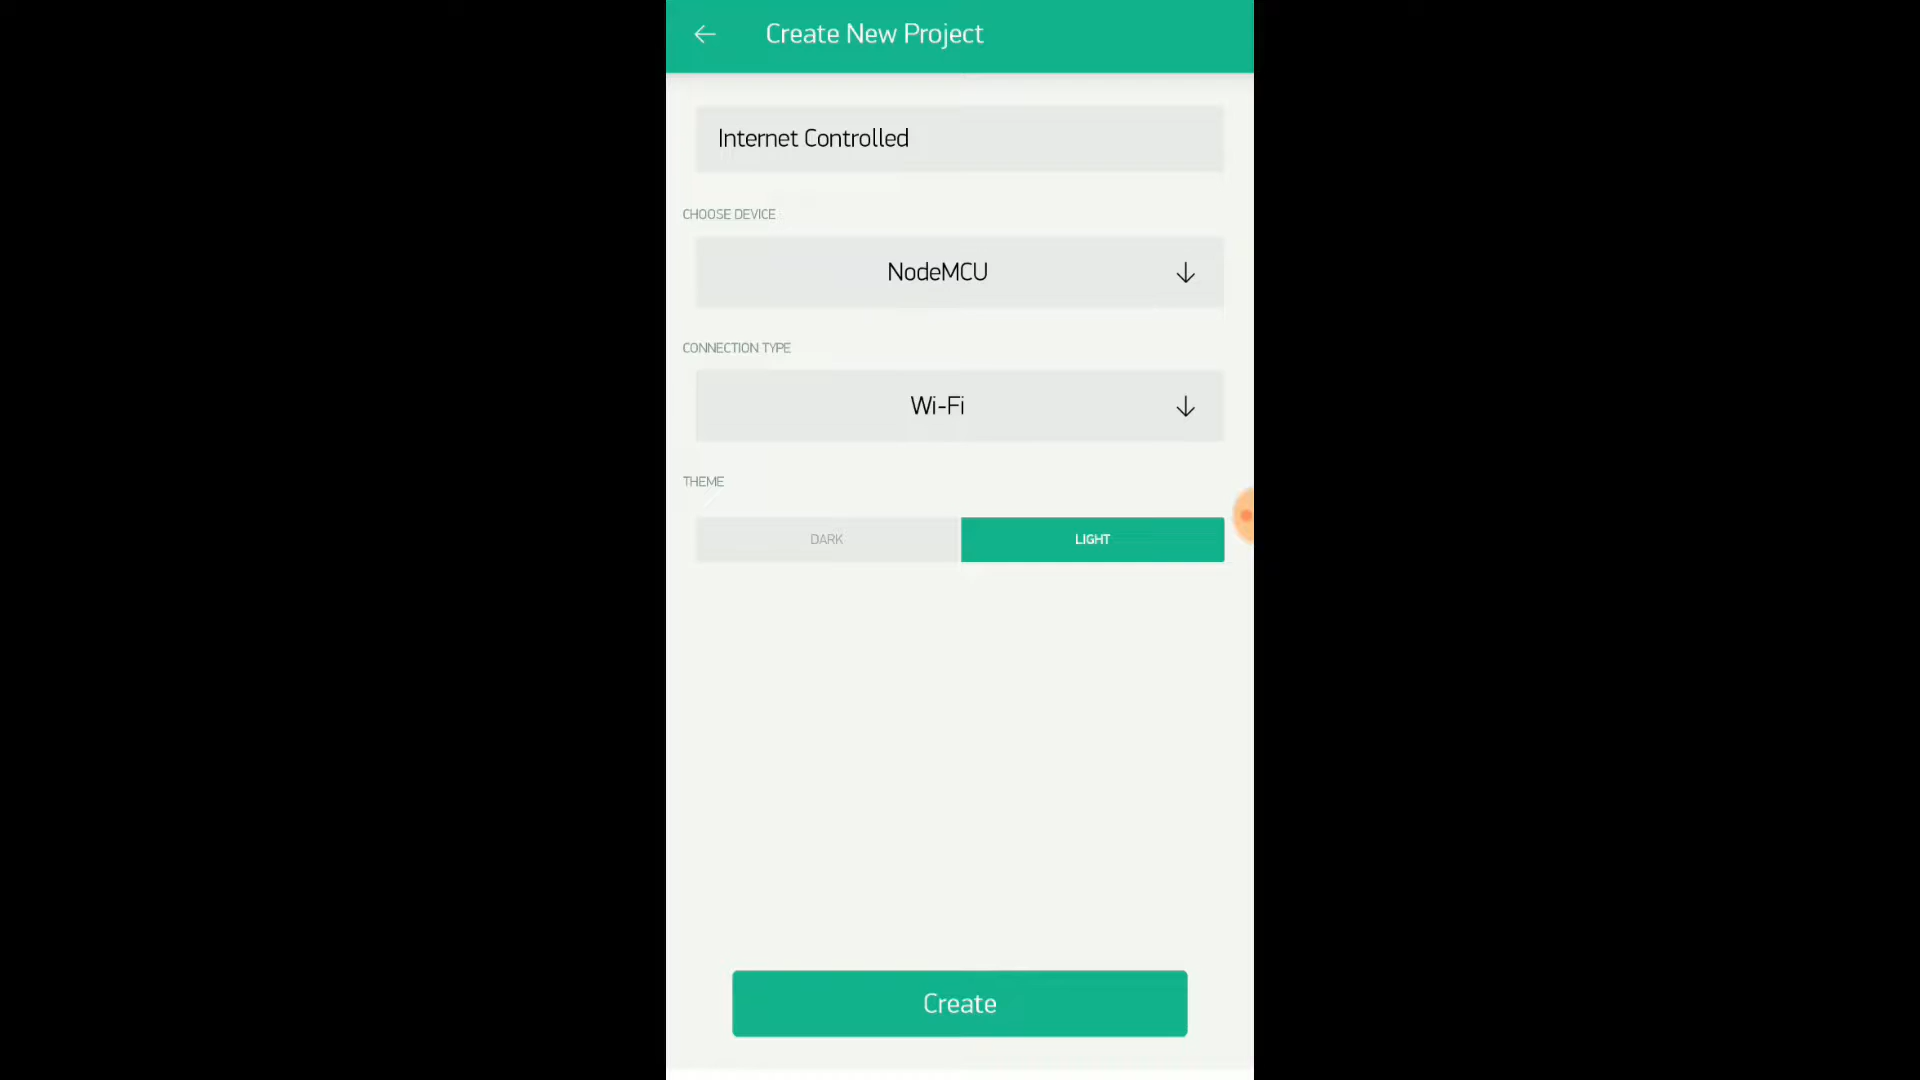 Create New Project
Internet Controlled
CHOOSE DEVICE
NodeMCU
CONNECTION TYPE
Wi-Fi
THEME
DARK
LIGHT
Create